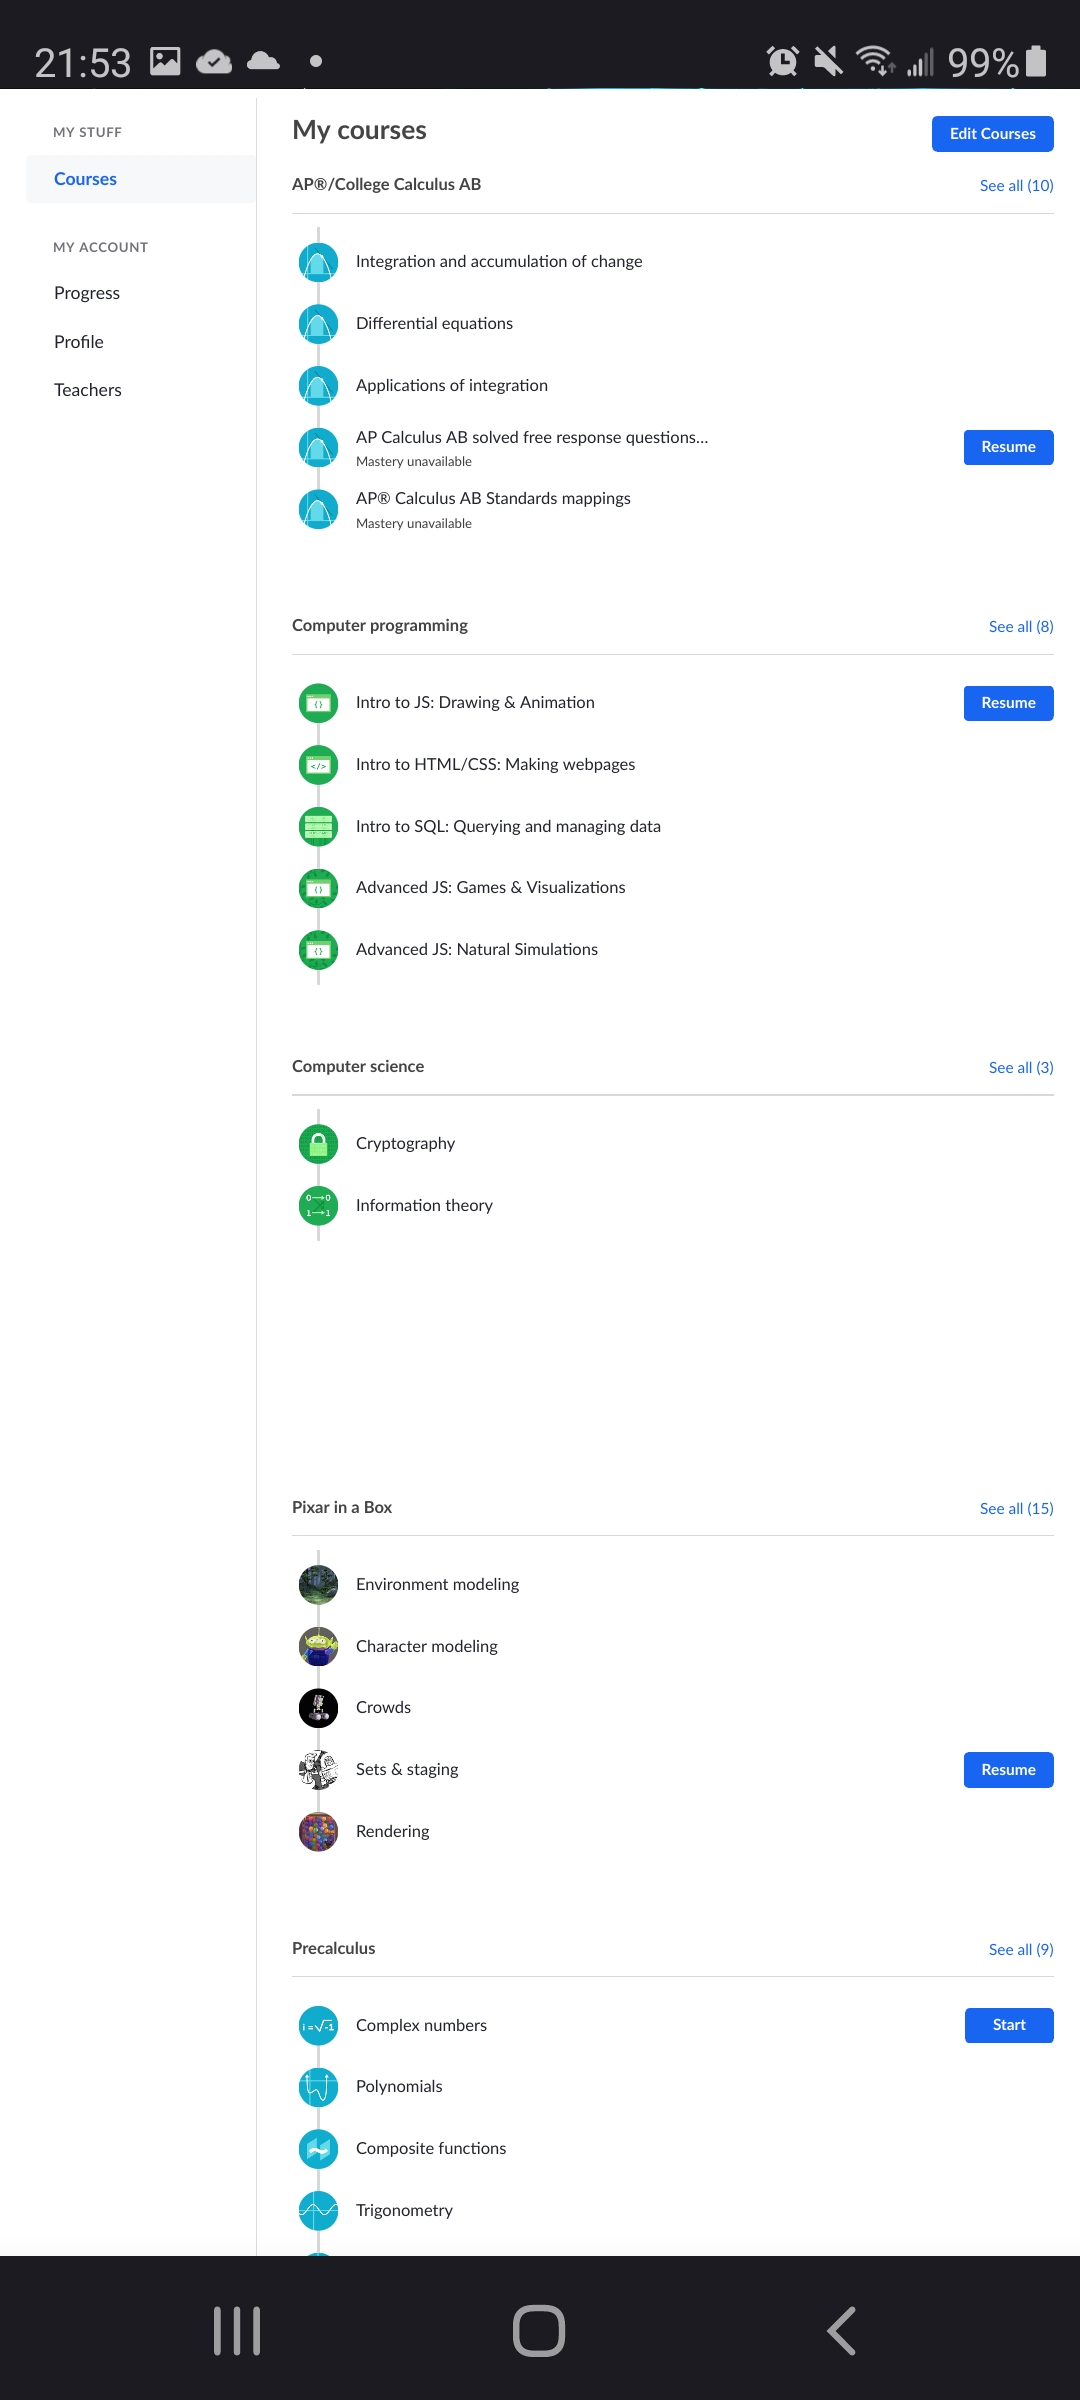 21:53
99%
MY STUFF
Courses
MY ACCOUNT
Progress
Profile
Teachers
My courses
Edit Courses
AP®/College Calculus AB
See all (10)
Integration and accumulation of change
Differential equations
Applications of integration
AP Calculus AB solved free response questions...
Mastery unavailable
Resume
AP® Calculus AB Standards mappings
Mastery unavailable
Computer programming
See all (8)
Intro to JS: Drawing & Animation
Resume
Intro to HTML/CSS: Making webpages
Intro to SQL: Querying and managing data
Advanced JS: Games & Visualizations
Advanced JS: Natural Simulations
Computer science
See all (3)
Cryptography
0→0
1→1
Information theory
Pixar in a Box
See all (15)
Environment modeling
Character modeling
Crowds
Sets & staging
Resume
Rendering
Precalculus
See all (9)
i=√-1
Complex numbers
Start
Polynomials
Composite functions
Trigonometry